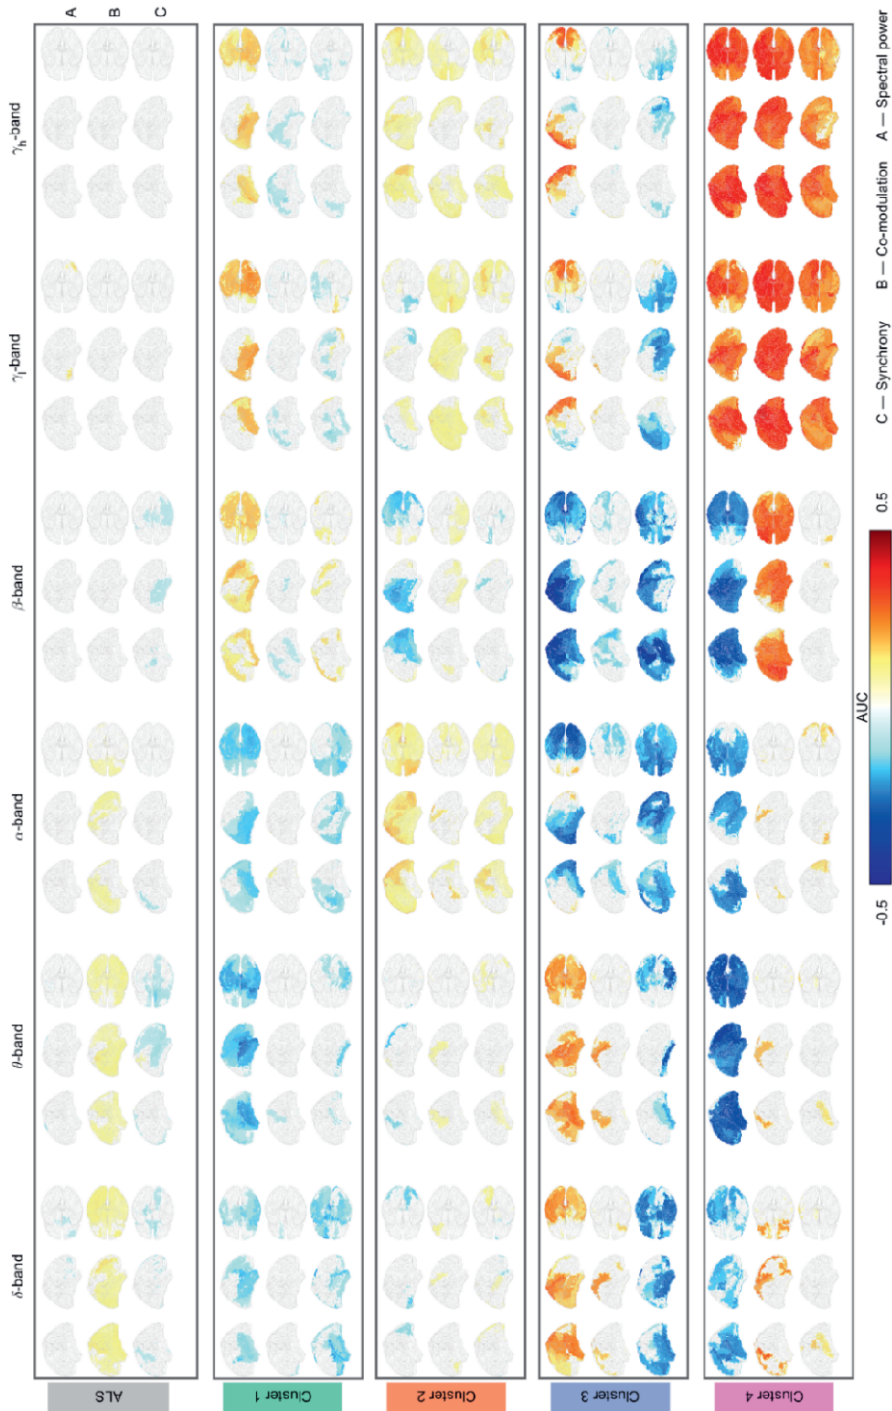 δ-band
θ-band
α-band
β-band
γl-band
γh-band
A
B
C
ALS
Cluster 1
Cluster 2
Cluster 3
Cluster 4
-0.5
AUC
0.5
C — Synchrony
B — Co-modulation
A — Spectral power